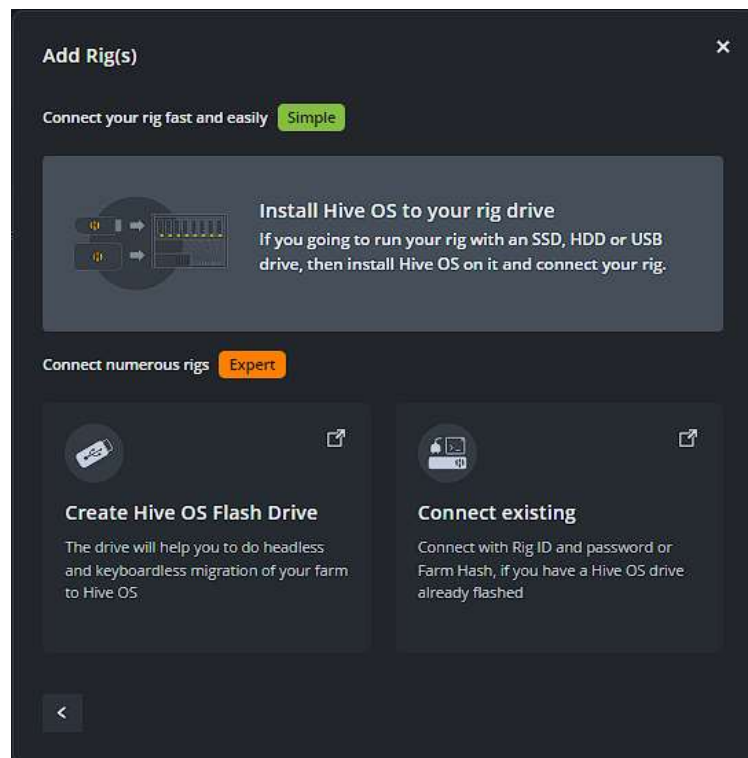 Add Rig(s)
Connect your rig fast and easily Simple
Install Hive OS to your rig drive
If you going to run your rig with an SSD, HDD or USB
drive, then install Hive OS on it and connect your rig.
Connect numerous rigs Expert
Create Hive OS Flash Drive
The drive will help you to do headless
and keyboardless migration of your farm
to Hive OS
Connect existing
Connect with Rig ID and password or
Farm Hash, if you have a Hive OS drive
already flashed